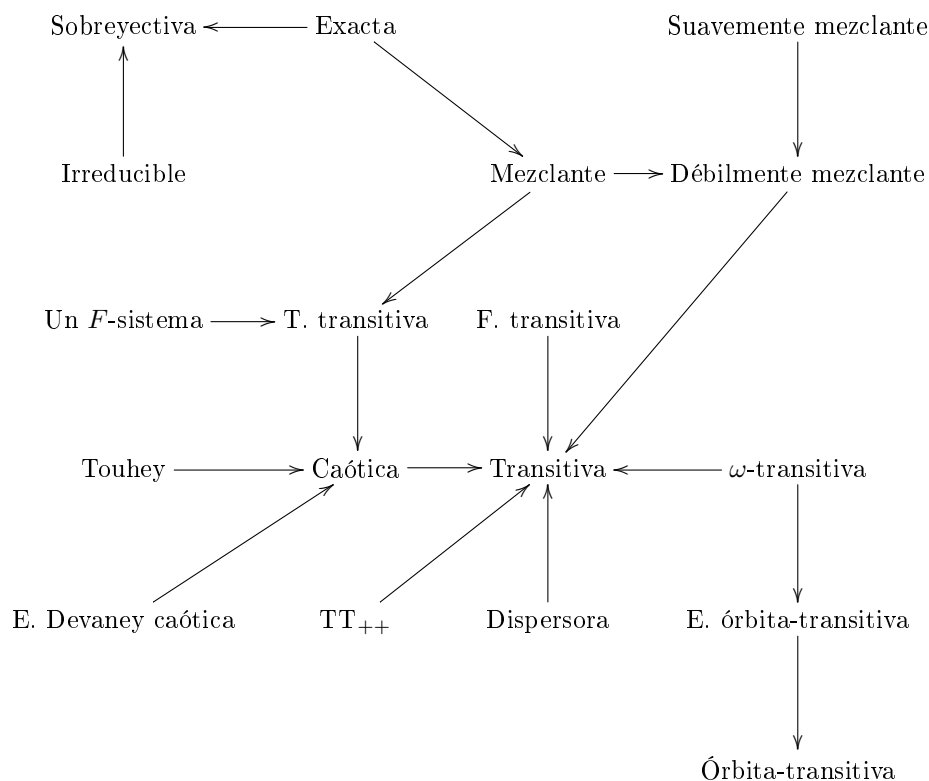 Sobreyectiva Exacta Suavemente mezclante
Irreducible Mezclante Débilmente mezclante
Un F-sistema T. transitiva F. transitiva
Touhey Caótica Transitiva ω-transitiva
E. Devaney caótica TT++ Dispersora E. órbita-transitiva
Órbita-transitiva